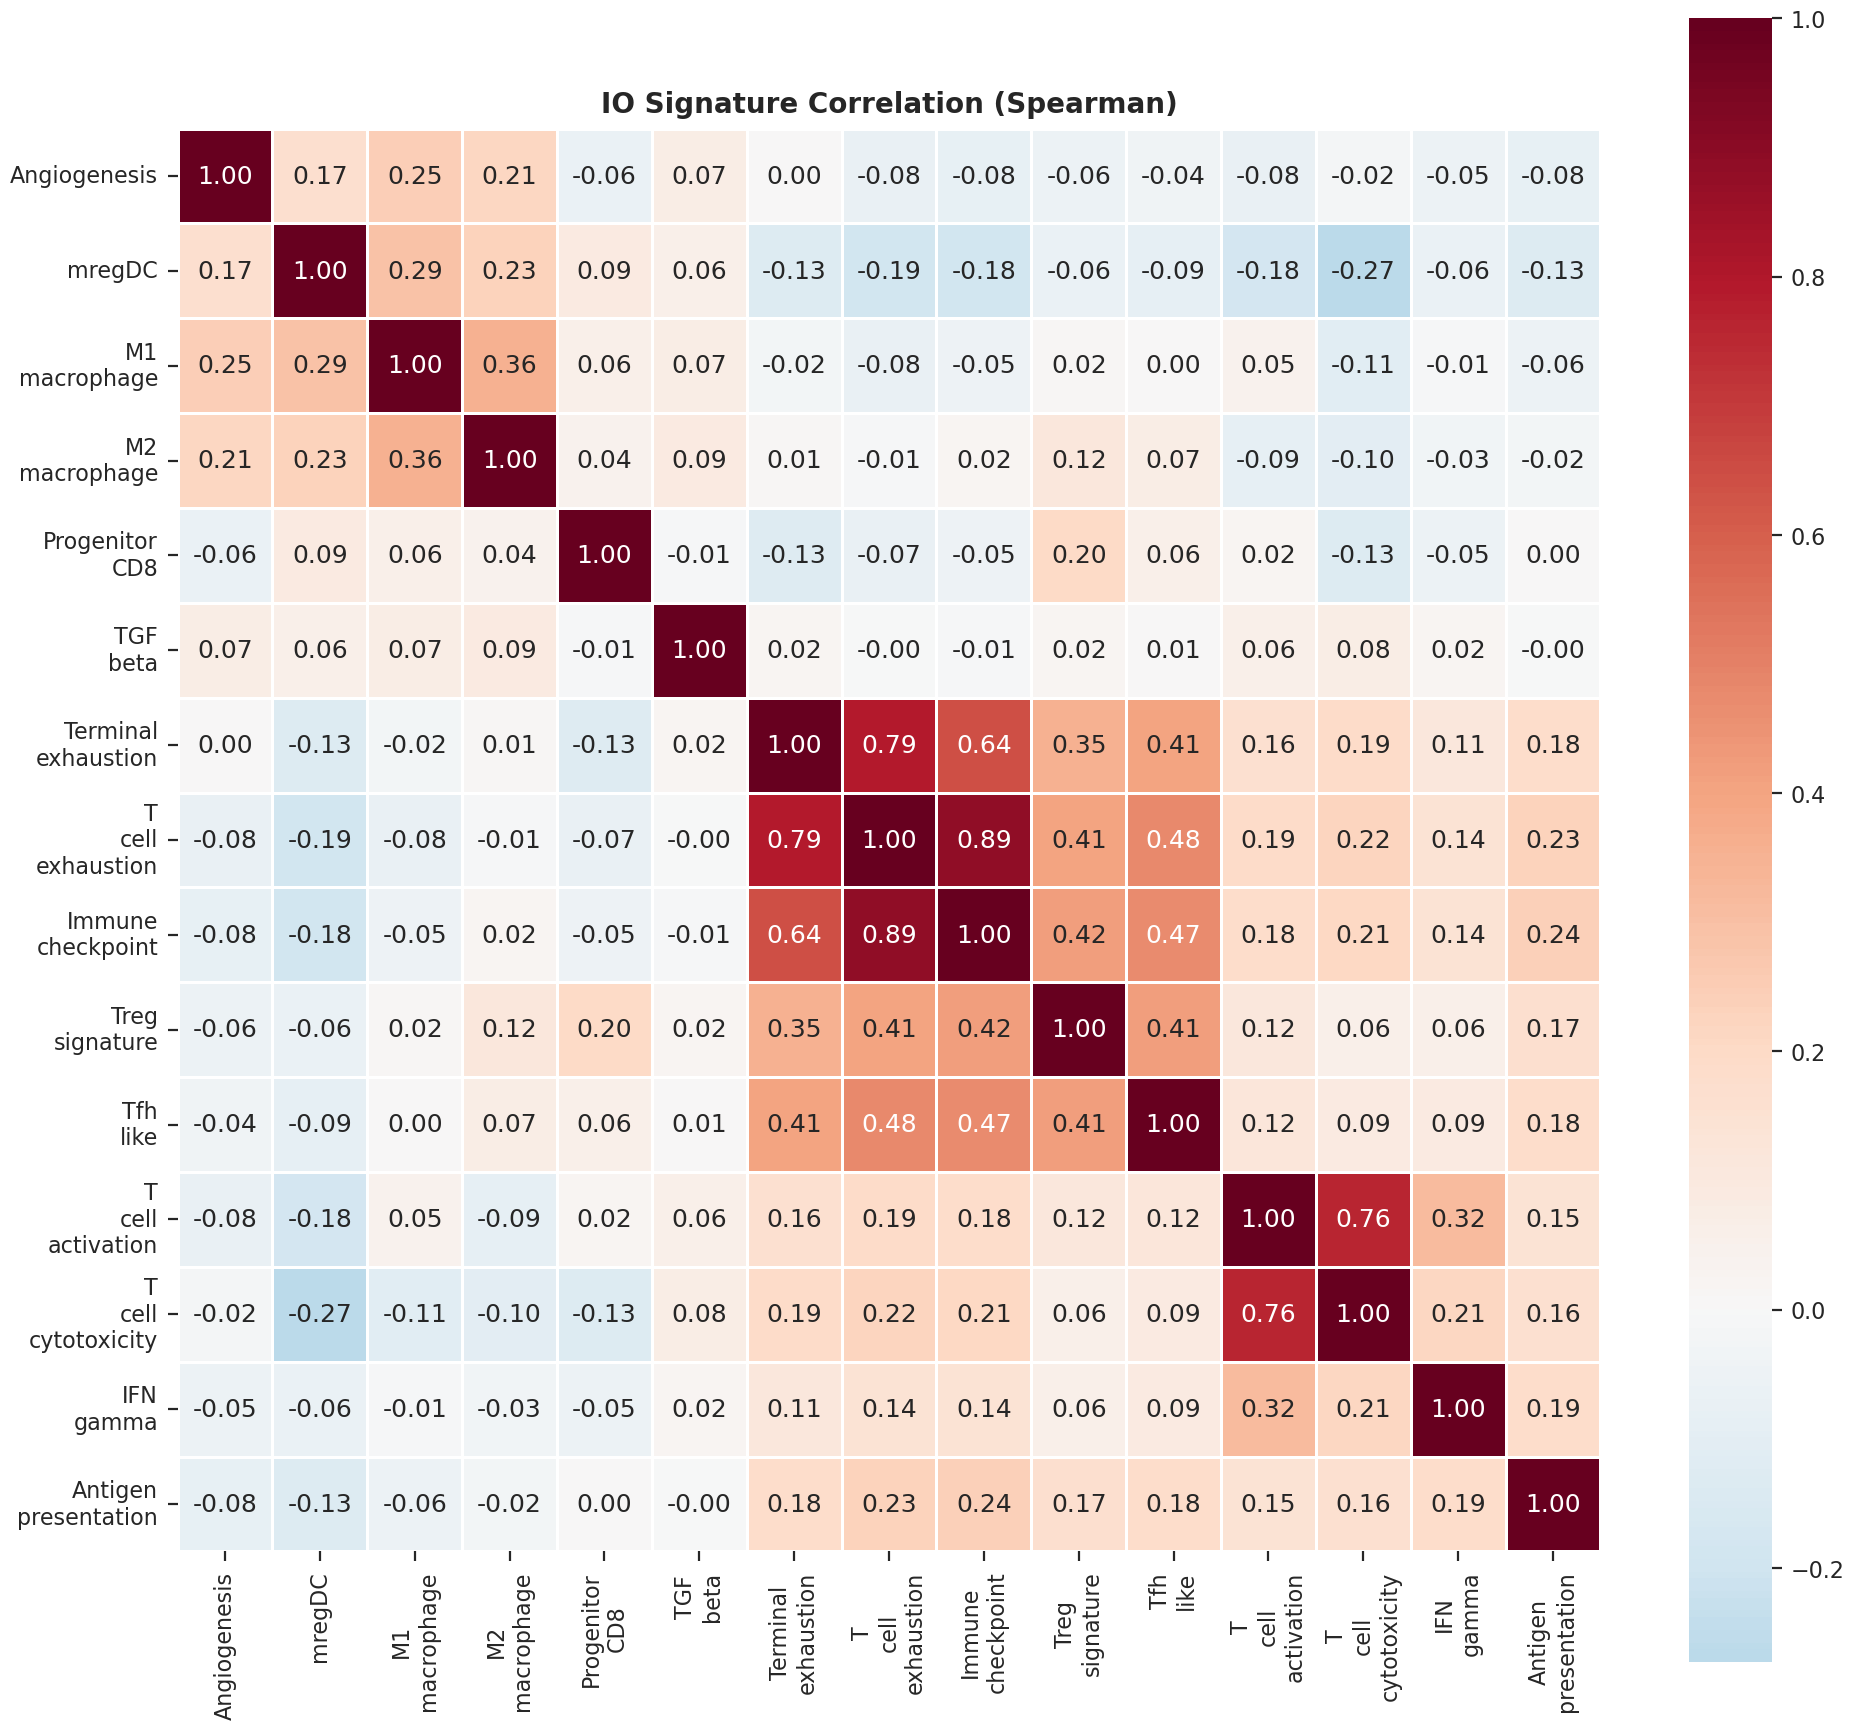 IO Signature Correlation (Spearman)
Angiogenesis 1.00 0.17 0.25 0.21 -0.06 0.07 0.00 -0.08 -0.08 -0.06 -0.04 -0.08 -0.02 -0.05 -0.08
mregDC 0.17 1.00 0.29 0.23 0.09 0.06 -0.13 -0.19 -0.18 -0.06 -0.09 -0.18 -0.27 -0.06 -0.13
M1
macrophage 0.25 0.29 1.00 0.36 0.06 0.07 -0.02 -0.08 -0.05 0.02 0.00 0.05 -0.11 -0.01 -0.06
M2
macrophage 0.21 0.23 0.36 1.00 0.04 0.09 0.01 -0.01 0.02 0.12 0.07 -0.09 -0.10 -0.03 -0.02
Progenitor
CD8 -0.06 0.09 0.06 0.04 1.00 -0.01 -0.13 -0.07 -0.05 0.20 0.06 0.02 -0.13 -0.05 0.00
TGF
beta 0.07 0.06 0.07 0.09 -0.01 1.00 0.02 -0.00 -0.01 0.02 0.01 0.06 0.08 0.02 -0.00
Terminal
exhaustion 0.00 -0.13 -0.02 0.01 -0.13 0.02 1.00 0.79 0.64 0.35 0.41 0.16 0.19 0.11 0.18
T
cell
exhaustion -0.08 -0.19 -0.08 -0.01 -0.07 -0.00 0.79 1.00 0.89 0.41 0.48 0.19 0.22 0.14 0.23
Immune
checkpoint -0.08 -0.18 -0.05 0.02 -0.05 -0.01 0.64 0.89 1.00 0.42 0.47 0.18 0.21 0.14 0.24
Treg
signature -0.06 -0.06 0.02 0.12 0.20 0.02 0.35 0.41 0.42 1.00 0.41 0.12 0.06 0.06 0.17
Tfh
like -0.04 -0.09 0.00 0.07 0.06 0.01 0.41 0.48 0.47 0.41 1.00 0.12 0.09 0.09 0.18
T
cell
activation -0.08 -0.18 0.05 -0.09 0.02 0.06 0.16 0.19 0.18 0.12 0.12 1.00 0.76 0.32 0.15
T
cell
cytotoxicity -0.02 -0.27 -0.11 -0.10 -0.13 0.08 0.19 0.22 0.21 0.06 0.09 0.76 1.00 0.21 0.16
IFN
gamma -0.05 -0.06 -0.01 -0.03 -0.05 0.02 0.11 0.14 0.14 0.06 0.09 0.32 0.21 1.00 0.19
Antigen
presentation -0.08 -0.13 -0.06 -0.02 0.00 -0.00 0.18 0.23 0.24 0.17 0.18 0.15 0.16 0.19 1.00
Angiogenesis
mregDC
M1
macrophage
M2
macrophage
Progenitor
CD8
TGF
beta
Terminal
exhaustion
T
cell
exhaustion
Immune
checkpoint
Treg
signature
Tfh
like
T
cell
activation
T
cell
cytotoxicity
IFN
gamma
Antigen
presentation
1.0
0.8
0.6
0.4
0.2
0.0
−0.2